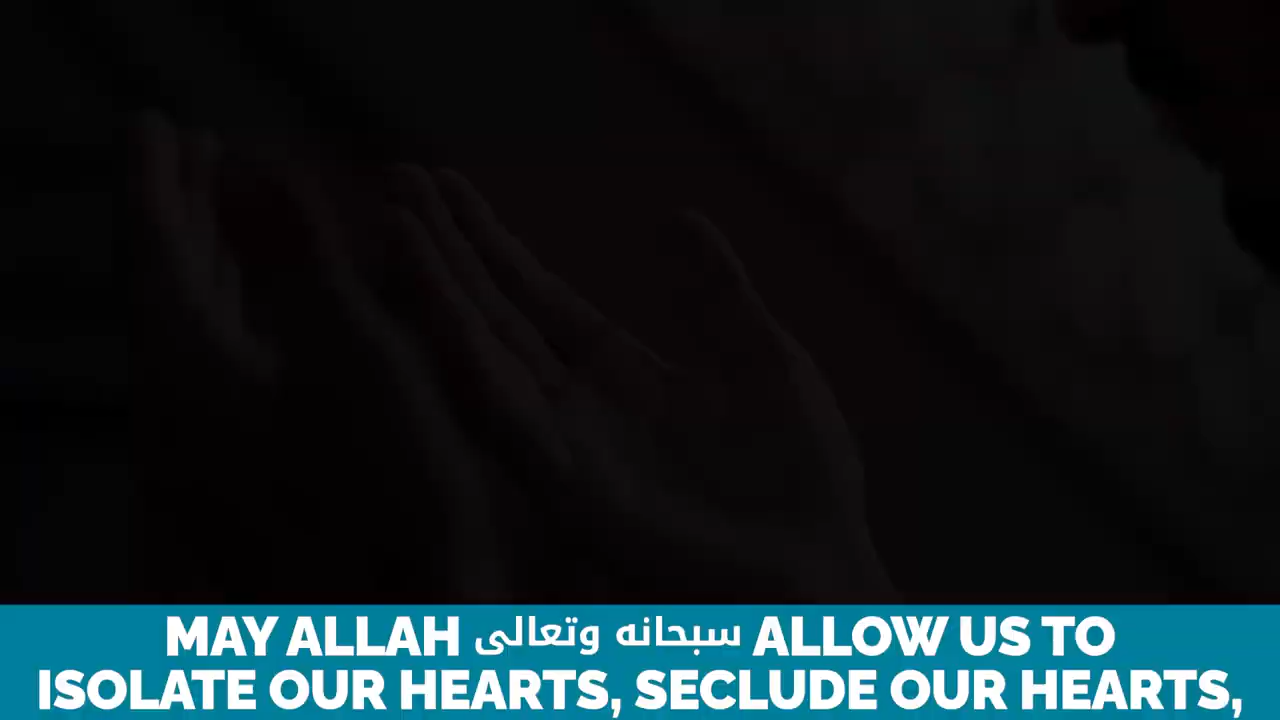 MAY ALLAH سبحانه وتعالى ALLOW US TO
ISOLATE OUR HEARTS, SECLUDE OUR HEARTS,